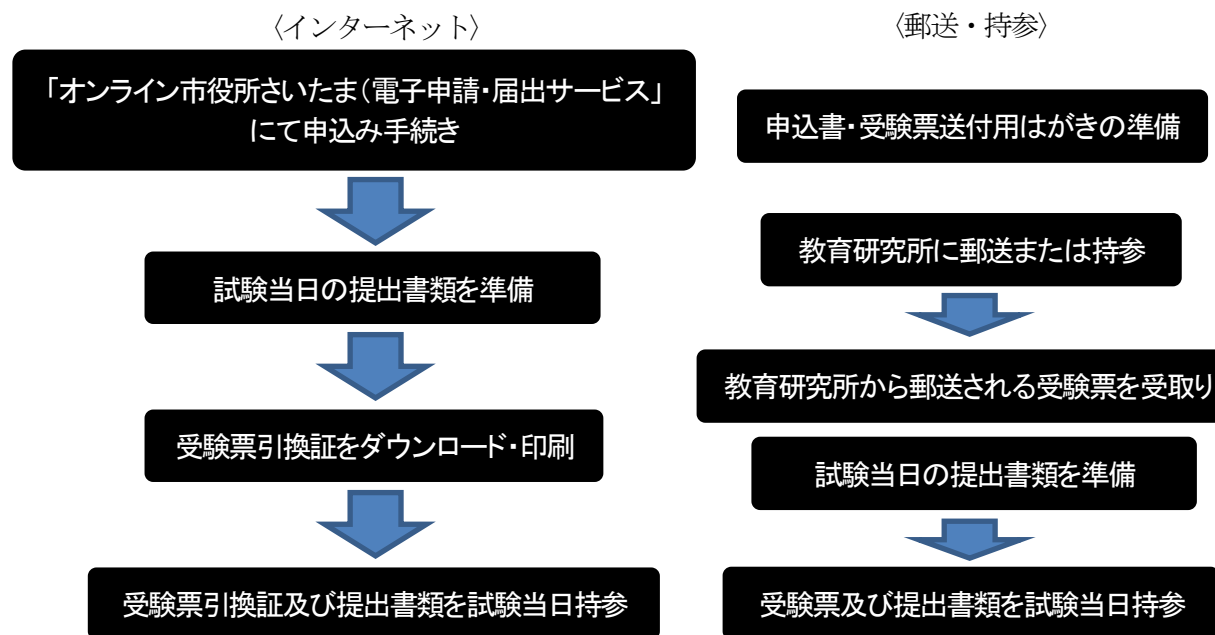 〈インターネット〉
「オンライン市役所さいたま(電子申請・届出サービス」
にて申込み手続き
試験当日の提出書類を準備
受験票引換証をダウンロード・印刷
受験票引換証及び提出書類を試験当日持参
〈郵送・持参〉
申込書・受験票送付用はがきの準備
教育研究所に郵送または持参
教育研究所から郵送される受験票を受取り
試験当日の提出書類を準備
受験票及び提出書類を試験当日持参